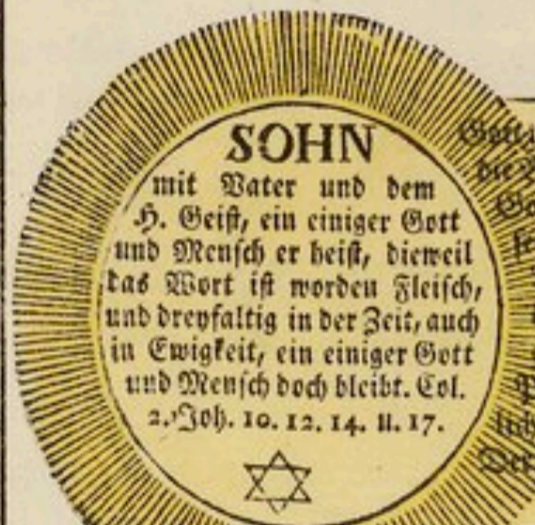 SOHN
mit Vater und dem
H. Geist, ein einiger Gott
und Mensch er heist, dieweil
das Wort ist worden Fleisch,
und dreyfaltig in der Zeit, auch
in Ewigkeit, ein einiger Gott
und Mensch doch bleibt. Col.
2. Joh. 10. 12. 14. u. 17.